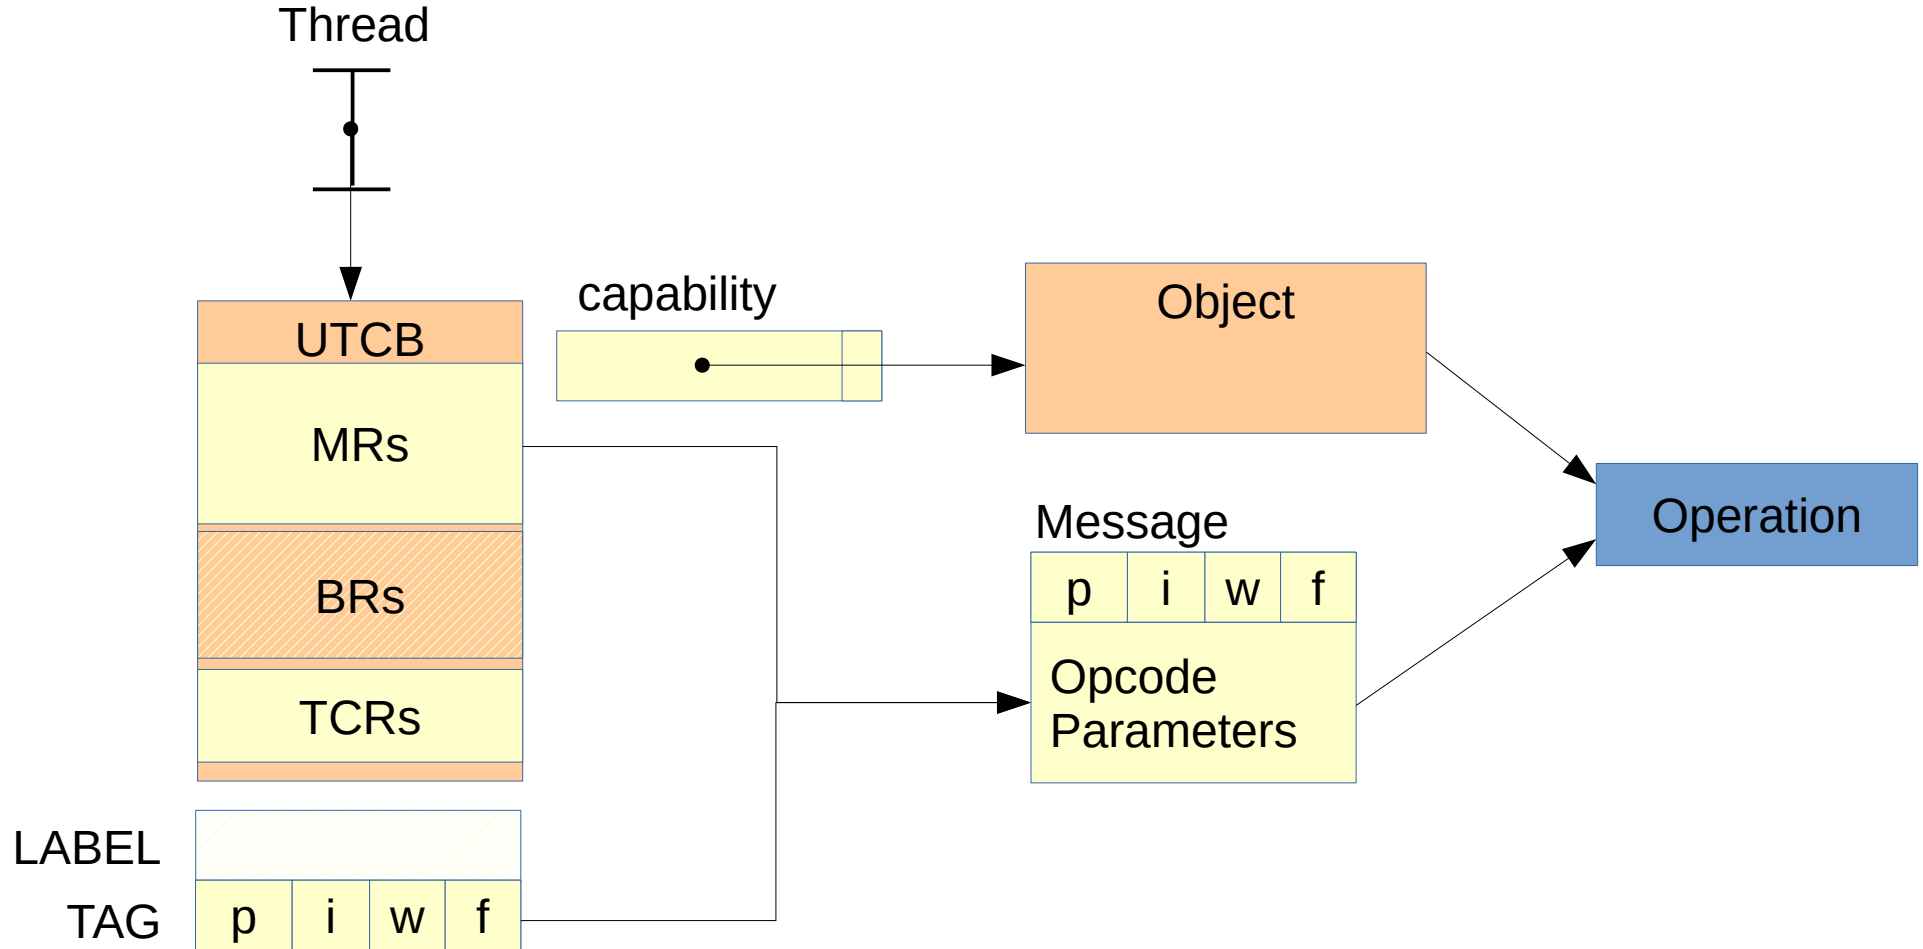 Thread
capability
Object
UTCB
MRs
Message
Operation
p i w f
BRs
Opcode
Parameters
TCRs
LABEL
TAG
p i w f